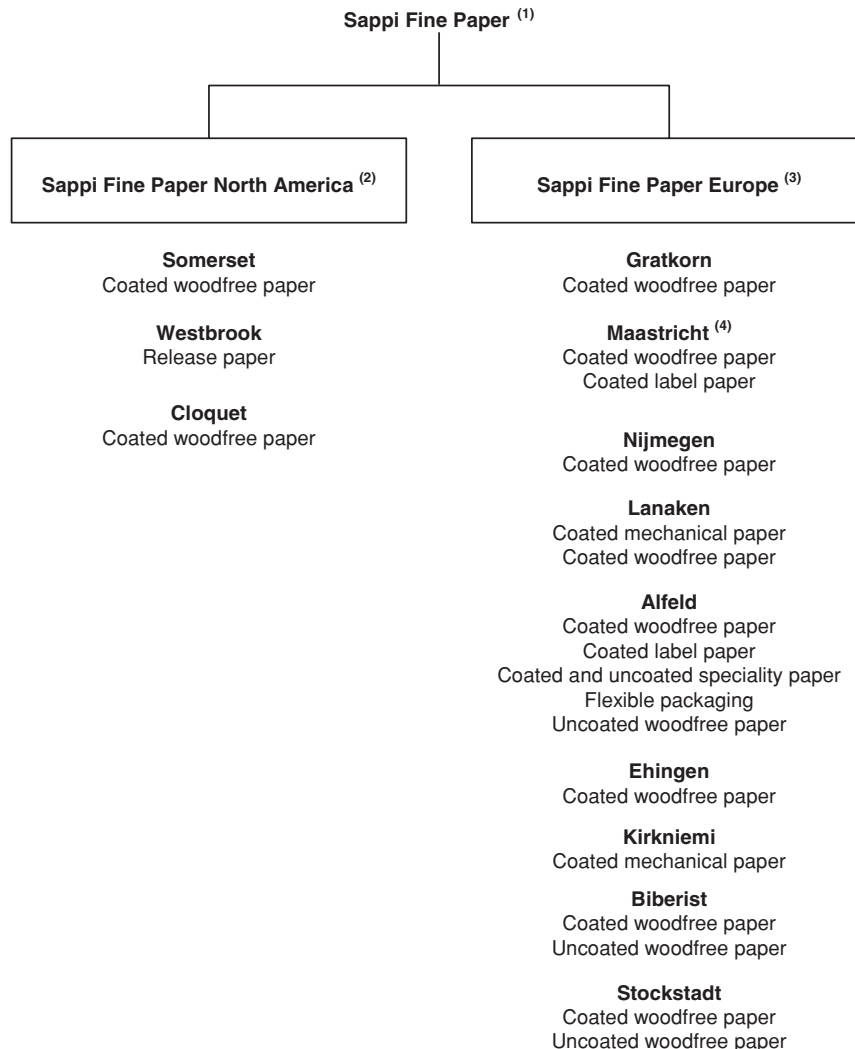 Sappi Fine Paper (1)
Sappi Fine Paper North America (2)
Somerset
Coated woodfree paper
Westbrook
Release paper
Cloquet
Coated woodfree paper
Sappi Fine Paper Europe (3)
Gratkorn
Coated woodfree paper
Maastricht (4)
Coated woodfree paper
Coated label paper
Nijmegen
Coated woodfree paper
Lanaken
Coated mechanical paper
Coated woodfree paper
Alfeld
Coated woodfree paper
Coated label paper
Coated and uncoated speciality paper
Flexible packaging
Uncoated woodfree paper
Ehingen
Coated woodfree paper
Kirkniemi
Coated mechanical paper
Biberist
Coated woodfree paper
Uncoated woodfree paper
Stockstadt
Coated woodfree paper
Uncoated woodfree paper